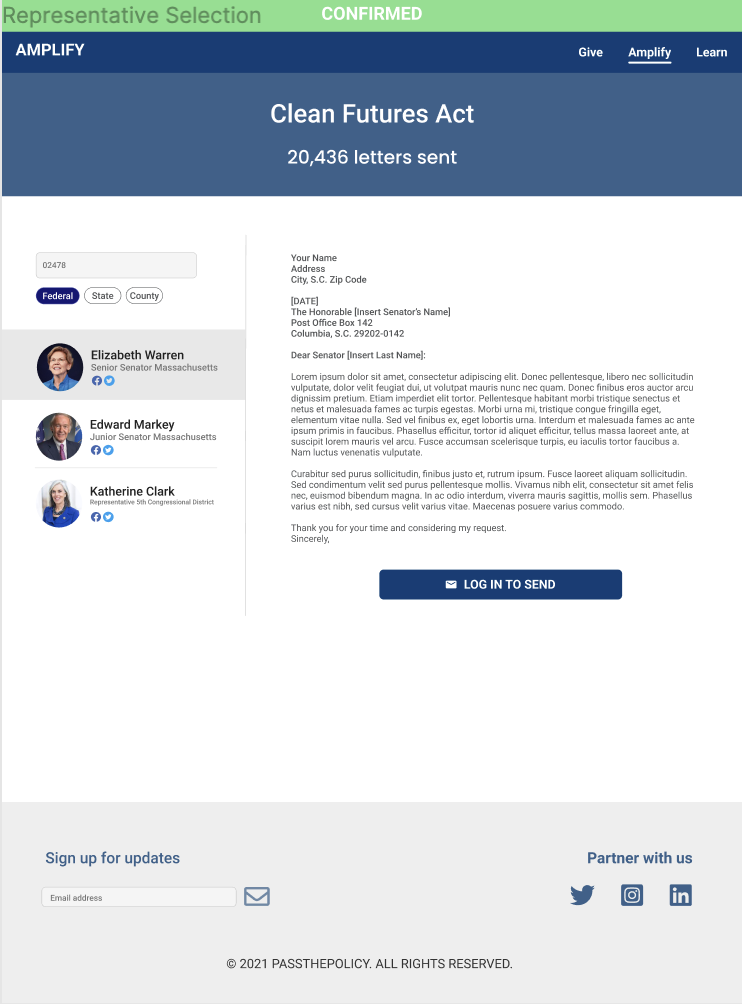 Representative Selection
CONFIRMED
AMPLIFY
Give
Amplify
Learn
Clean Futures Act
20,436 letters sent
02478
Federal
State
County
Elizabeth Warren
Senior Senator Massachusetts
Edward Markey
Junior Senator Massachusetts
Katherine Clark
Representative 5th Congressional District
Your Name
Address
City, S.C. Zip Code
[DATE]
The Honorable [Insert Senator's Name]
Post Office Box 142
Columbia, S.C. 29202-0142
Dear Senator [Insert Last Name]:
Lorem ipsum dolor sit amet, consectetur adipiscing elit. Donec pellentesque, libero nec sollicitudin
vulputate, dolor velit feugiat dui, ut volutpat mauris nunc nec quam. Donec finibus eros auctor arcu
dignissim pretium. Etiam imperdiet elit tortor. Pellentesque habitant morbi tristique senectus et
netus et malesuada fames ac turpis egestas. Morbi urna mi, tristique congue fringilla eget,
elementum vitae nulla. Sed vel finibus ex, eget lobortis urna. Interdum et malesuada fames ac ante
ipsum primis in faucibus. Phasellus efficitur, tortor id aliquet efficitur, tellus massa laoreet ante, at
suscipit lorem mauris vel arcu. Fusce accumsan scelerisque turpis, eu iaculis tortor faucibus a.
Nam luctus venenatis vulputate.
Curabitur sed purus sollicitudin, finibus justo et, rutrum ipsum. Fusce laoreet aliquam sollicitudin.
Sed condimentum velit sed purus pellentesque mollis. Vivamus nibh elit, consectetur sit amet felis
nec, euismod bibendum magna. In ac odio interdum, viverra mauris sagittis, mollis sem. Phasellus
varius est nibh, sed cursus velit varius vitae. Maecenas posuere varius commodo.
Thank you for your time and considering my request.
Sincerely,
LOG IN TO SEND
Sign up for updates
Partner with us
Email address
© 2021 PASSTHEPOLICY. ALL RIGHTS RESERVED.